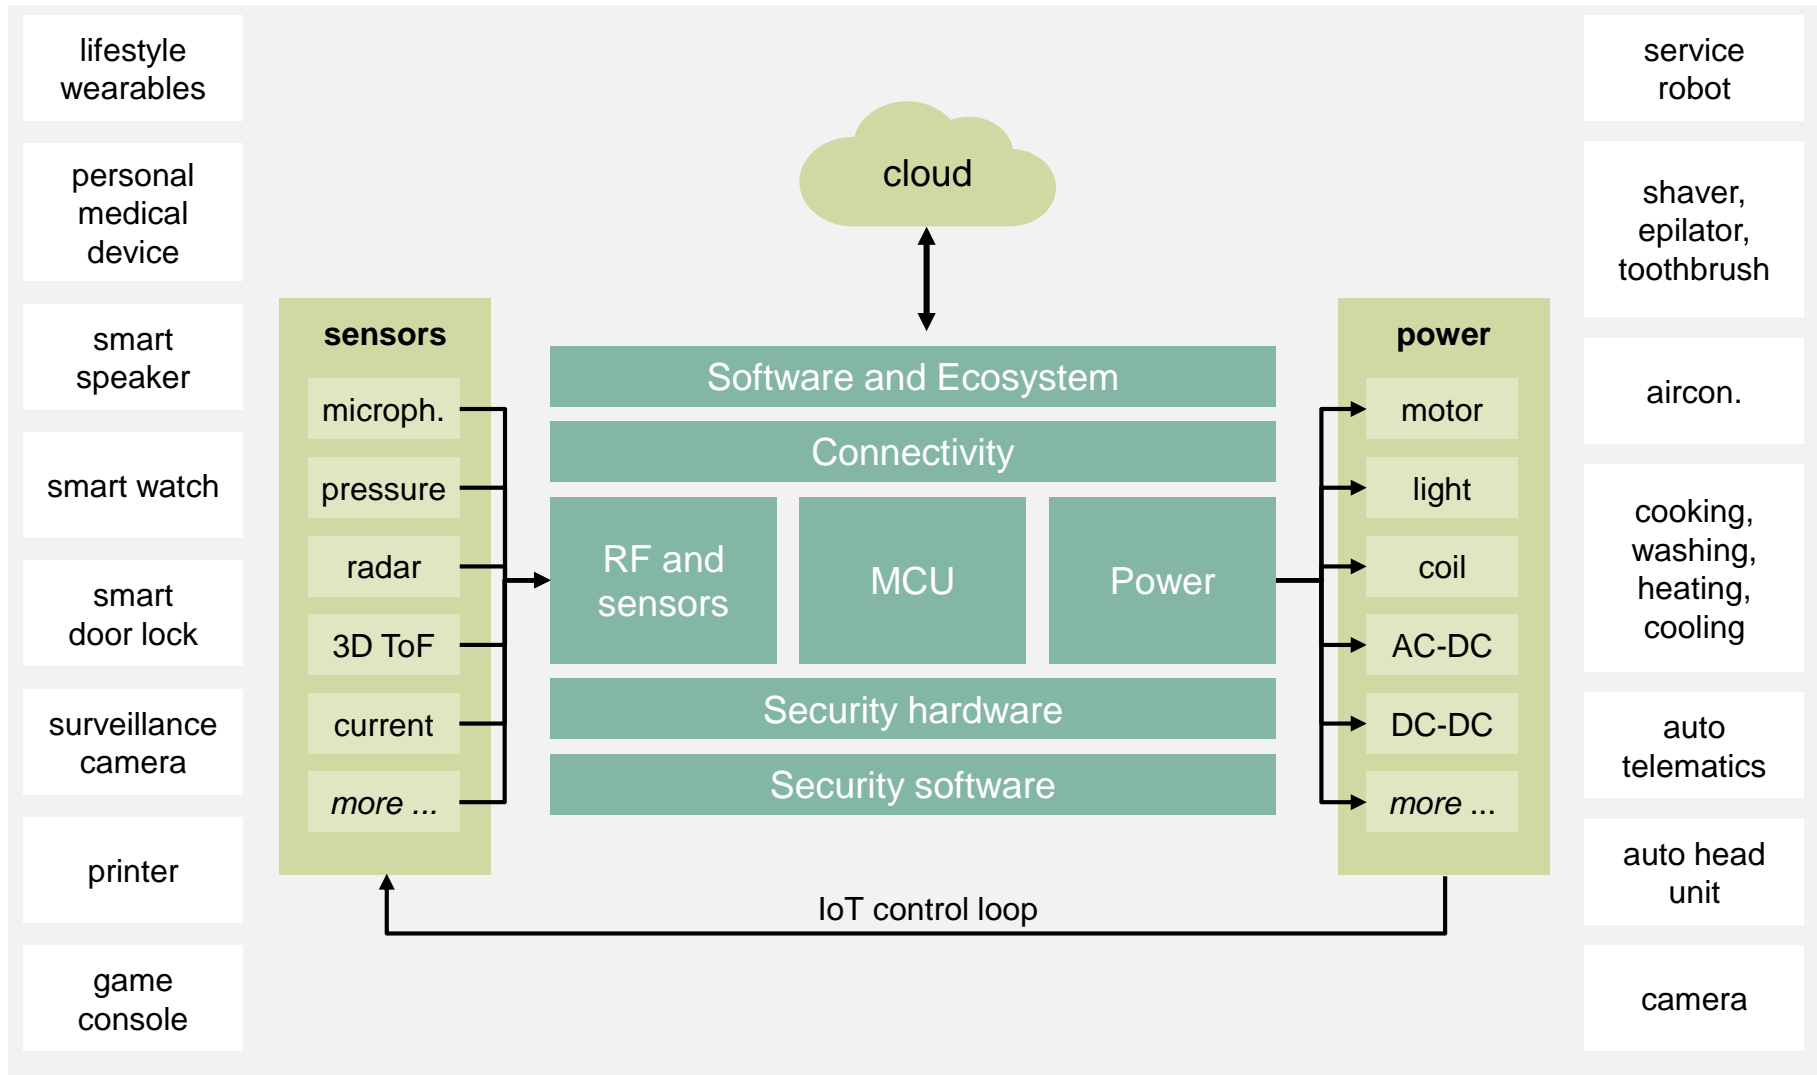 lifestyle
wearables
personal
medical
device
smart
speaker
smart watch
smart
door lock
surveillance
camera
printer
game
console
sensors
microph.
pressure
radar
3D ToF
current
more ...
cloud
Software and Ecosystem
Connectivity
RF and
sensors
MCU
Power
Security hardware
Security software
IoT control loop
power
motor
light
coil
AC-DC
DC-DC
more ...
service
robot
shaver,
epilator,
toothbrush
aircon.
cooking,
washing,
heating,
cooling
auto
telematics
auto head
unit
camera